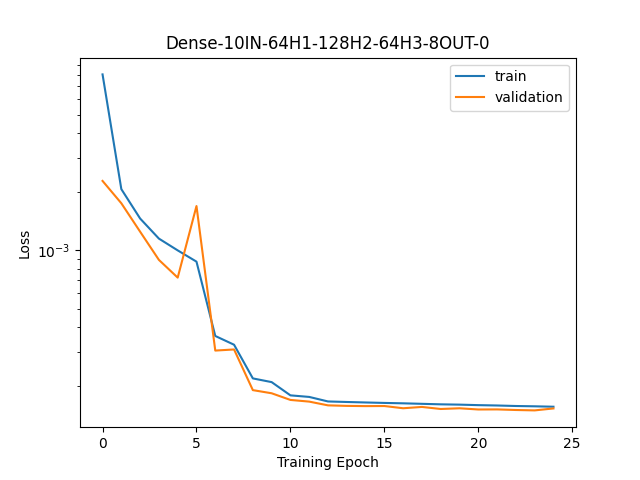 Dense-10IN-64H1-128H2-64H3-8OUT-0
train
validation
Loss
10⁻³
0 5 10 15 20 25
Training Epoch